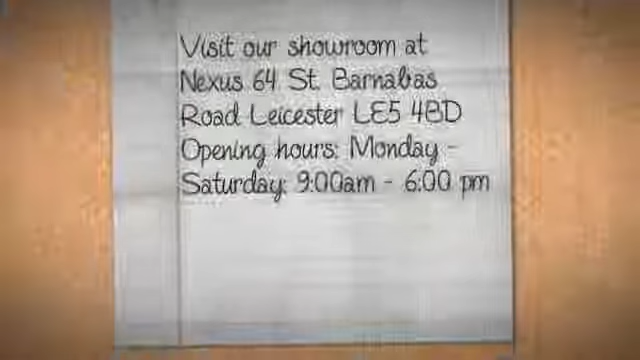 Visit our showroom at
Nexus 64 St. Barnabas
Road Leicester LE5 4BD
Opening hours: Monday -
Saturday: 9:00am - 6:00 pm